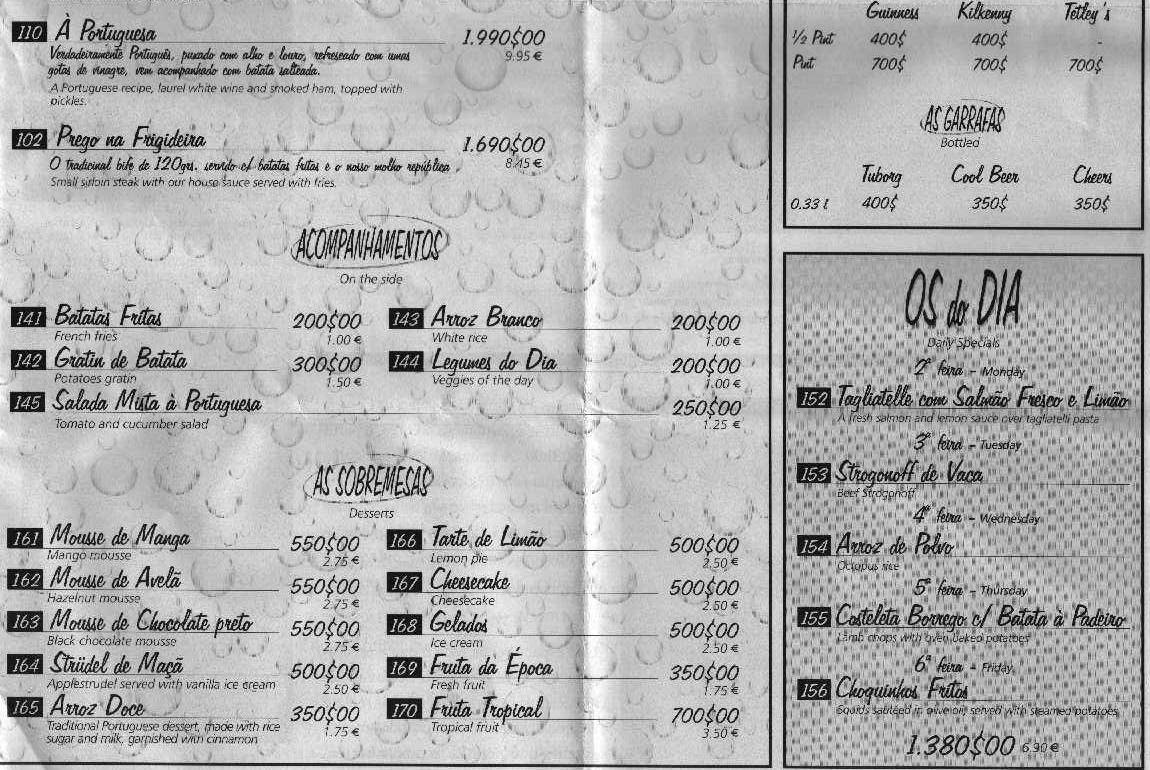 110 À Portuguesa 1.990$00
Verdadeiramente Português, puxado com alho e louro, refrescado com umas 9.95 €
gotas de vinagre, vem acompanhado com batata salteada.
A Portuguese recipe, laurel white wine and smoked ham, topped with
pickles.
102 Prego na Frigideira 1.690$00
O tradicinal bife de 120grs. servido c/ batatas fritas e o nosso molho república. 8.45 €
Small sirloin steak with our house sauce served with fries.
ACOMPANHAMENTOS
On the side
141 Batatas Fritas 200$00
French fries 1.00 €
142 Gratin de Batata 300$00
Potatoes gratin 1.50 €
143 Arroz Branco 200$00
White rice 1.00 €
144 Legumes do Dia 200$00
Veggies of the day 1.00 €
145 Salada Mista à Portuguesa 250$00
Tomato and cucumber salad 1.25 €
AS SOBREMESAS
Desserts
161 Mousse de Manga 550$00
Mango mousse 2.75 €
162 Mousse de Avelã 550$00
Hazelnut mousse 2.75 €
163 Mousse de Chocolate preto 550$00
Black chocolate mousse 2.75 €
164 Strüdel de Maçã 500$00
Applestrudel served with vanilla ice cream 2.50 €
165 Arroz Doce 350$00
Traditional Portuguese dessert, made with rice 1.75 €
sugar and milk, garnished with cinnamon
166 Tarte de Limão 500$00
Lemon pie 2.50 €
167 Cheesecake 500$00
Cheesecake 2.50 €
168 Gelados 500$00
Ice cream 2.50 €
169 Fruta da Época 350$00
Fresh fruit 1.75 €
170 Fruta Tropical 700$00
Tropical fruit 3.50 €
Guinness Kilkenny Tetley's
½ Pint 400$ 400$ -
Pint 700$ 700$ 700$
AS GARRAFAS
Bottled
Tuborg Cool Beer Cheers
0.33 l 400$ 350$ 350$
OS do DIA
Daily Specials
2ª feira - Monday
152 Tagliatelle com Salmão Fresco e Limão
A fresh salmon and lemon sauce over tagliatelli pasta
3ª feira - Tuesday
153 Strogonoff de Vaca
Beef Strogonoff
4ª feira - Wednesday
154 Arroz de Polvo
Octopus rice
5ª feira - Thursday
155 Costeleta Borrego c/ Batata à Padeiro
Lamb chops with oven baked potatoes
6ª feira - Friday
156 Choquinhos Fritos
Squids sautéed in olive oil, served with steamed potatoes
1.380$00 6.90 €